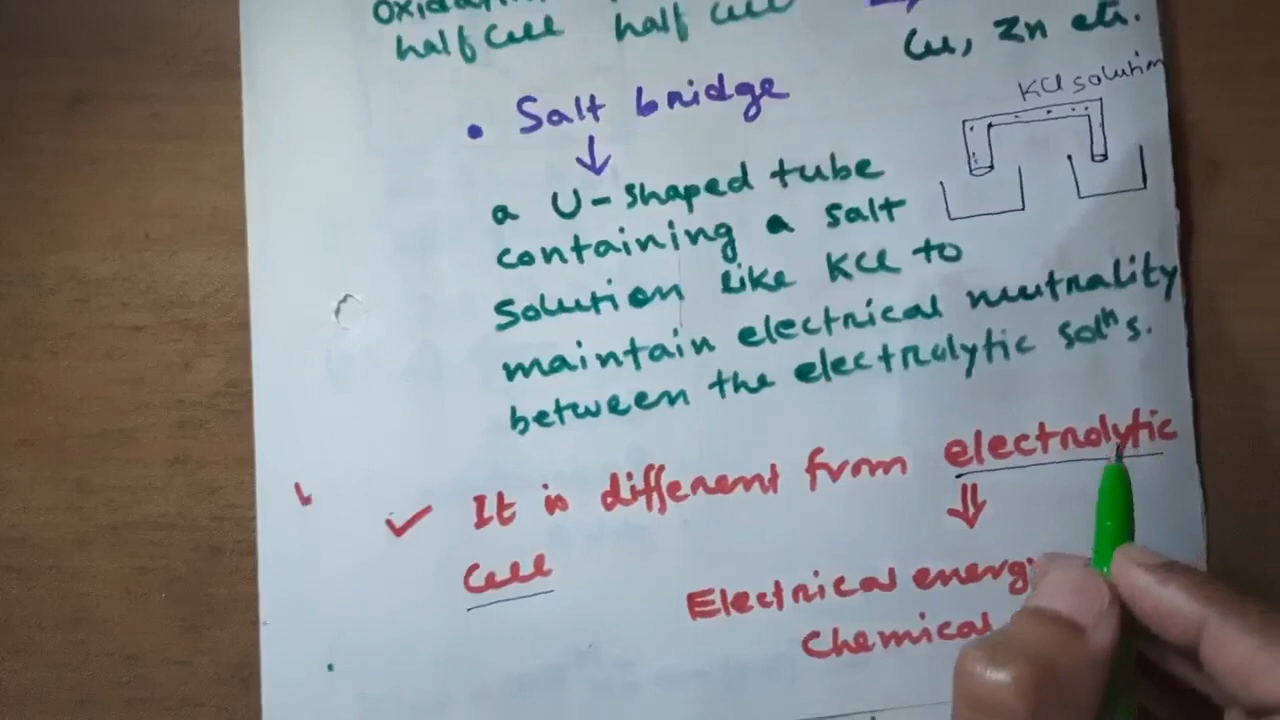 half cell half cell
Cu, Zn etc.
• Salt bridge
KCl solution
a U-shaped tube
containing a salt
solution like KCl to
maintain electrical neutrality
between the electrolytic solⁿs.
✓ It is different from electrolytic
cell
Electrical energ
Chemical